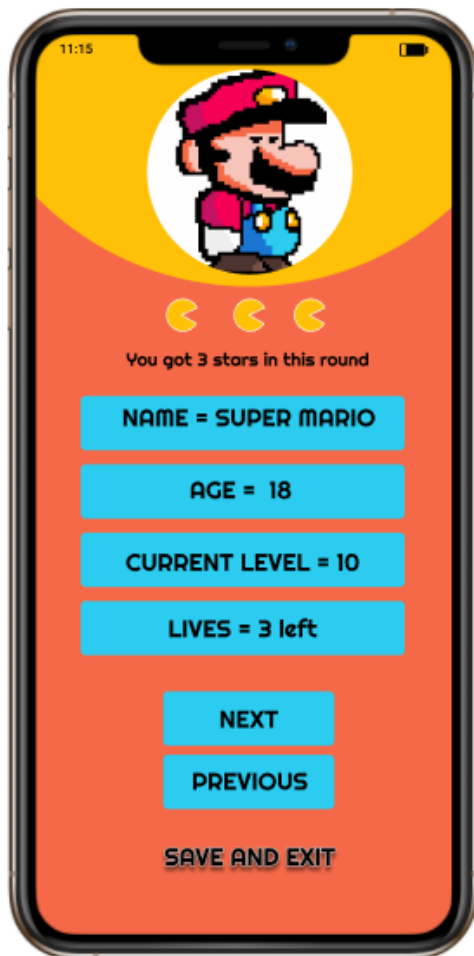 11:15
You got 3 stars in this round
NAME = SUPER MARIO
AGE = 18
CURRENT LEVEL = 10
LIVES = 3 left
NEXT
PREVIOUS
SAVE AND EXIT